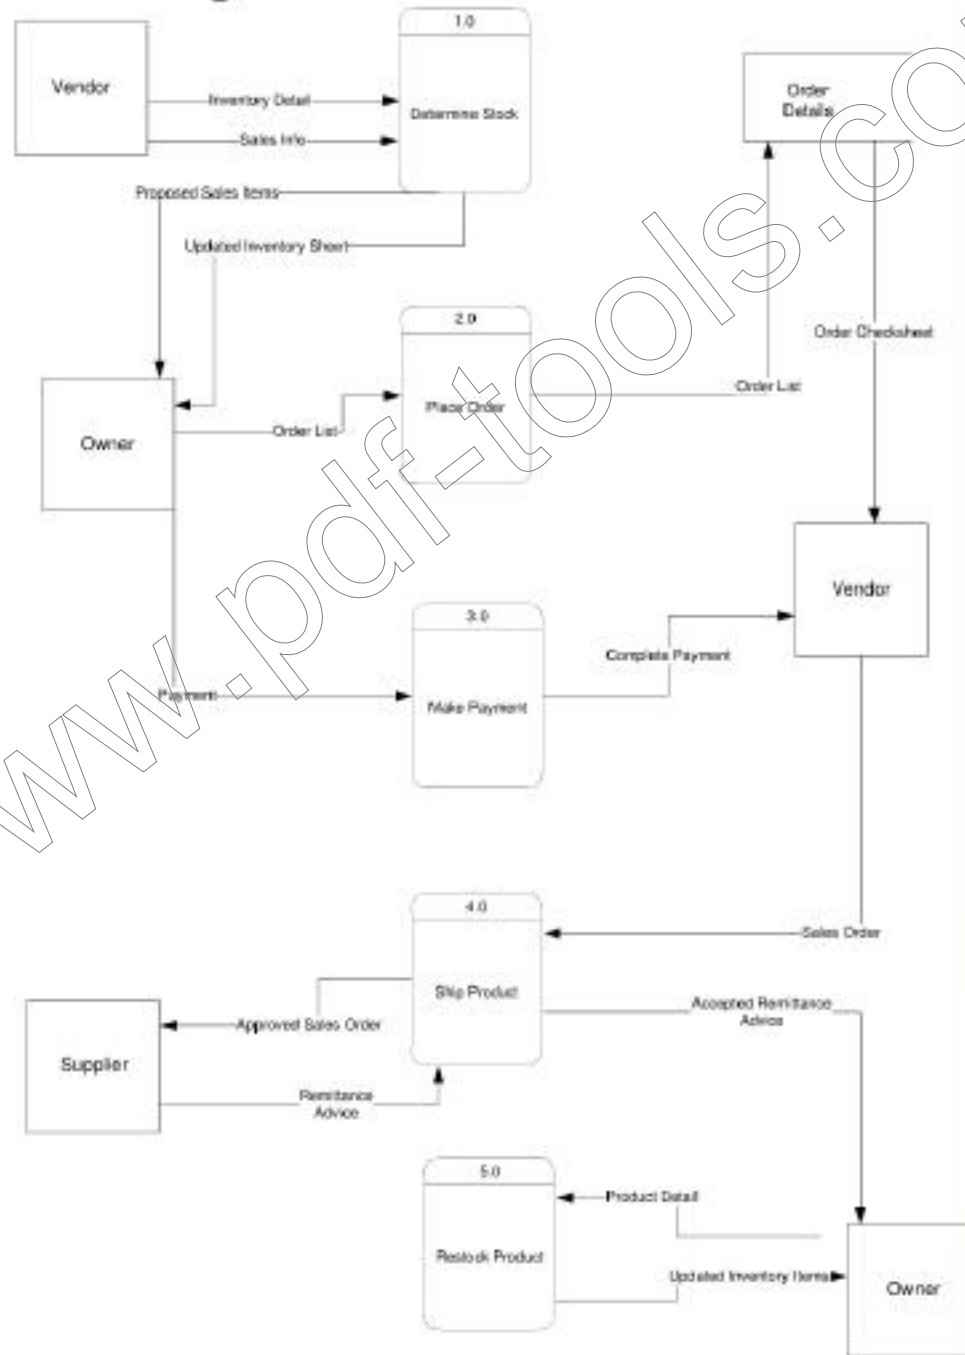 1.0
Vendor
Order
Details
Inventory Detail
Determine Stock
Sales Info
Proposed Sales Items
Updated Inventory Sheet
2.0
Order Checksheet
Order List
Place Order
Order List
Owner
Vendor
3.0
Complete Payment
Payment
Make Payment
4.0
Sales Order
Ship Product
Accepted Remittance
Advice
Approved Sales Order
Supplier
Remittance
Advice
5.0
Product Detail
Restock Product
Updated Inventory Items
Owner
www.pdf-tools.co